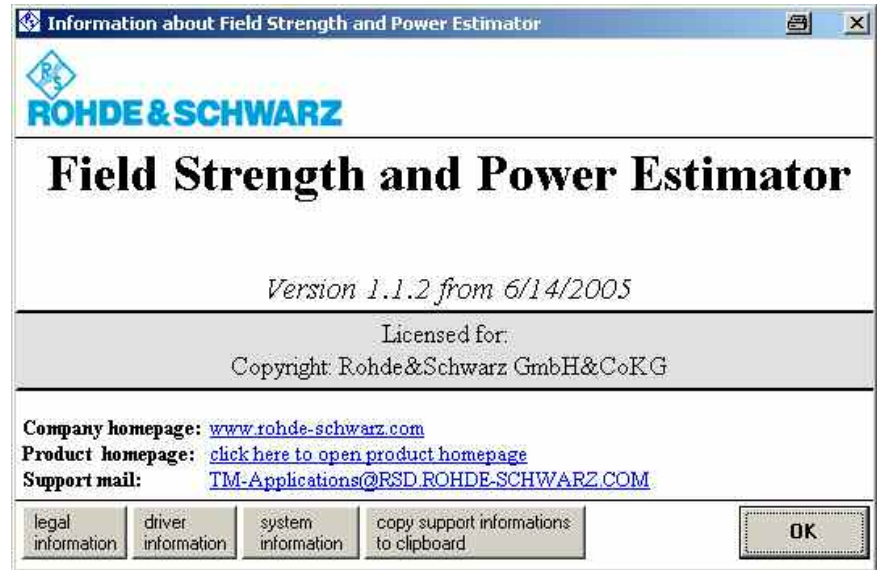 Information about Field Strength and Power Estimator
R&S
ROHDE&SCHWARZ
Field Strength and Power Estimator
Version 1.1.2 from 6/14/2005
Licensed for:
Copyright: Rohde&Schwarz GmbH&CoKG
Company homepage: www.rohde-schwarz.com
Product homepage: click here to open product homepage
Support mail: TM-Applications@RSD.ROHDE-SCHWARZ.COM
legal information
driver information
system information
copy support informations to clipboard
OK